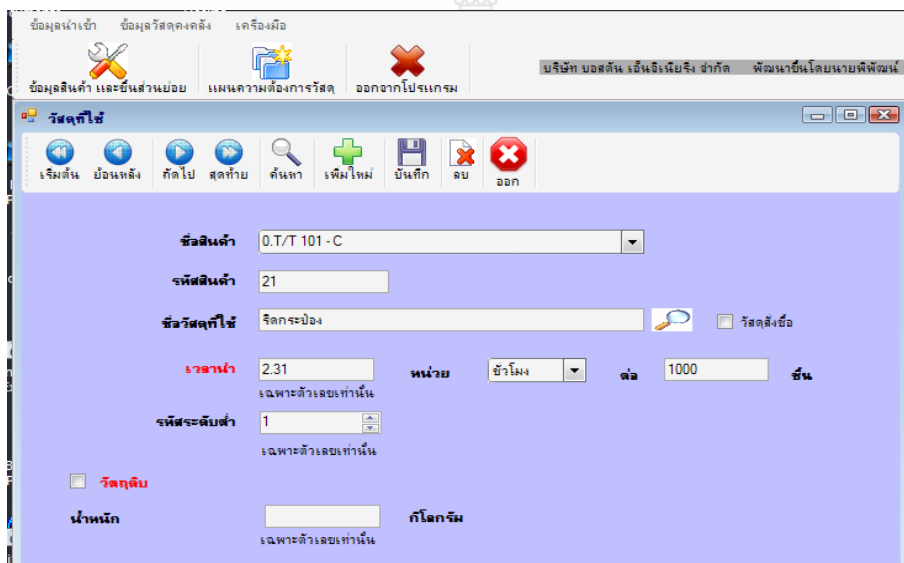 ข้อมูลนำเข้า ข้อมูลวัสดุคงคลัง เครื่องมือ
ข้อมูลสินค้า และชิ้นส่วนย่อย แผนความต้องการวัสดุ ออกจากโปรแกรม
บริษัท บอสตัน เอ็นจิเนียริง จำกัด พัฒนาขึ้นโดยนายพิพัฒน์
วัสดุที่ใช้
เริ่มต้น ย้อนหลัง ถัดไป สุดท้าย ค้นหา เพิ่มใหม่ บันทึก ลบ ออก
ชื่อสินค้า 0.T/T 101 - C
รหัสสินค้า 21
ชื่อวัสดุที่ใช้ รีดกระป๋อง วัสดุสั่งซื้อ
เวลานำ 2.31 หน่วย ชั่วโมง ต่อ 1000 ชิ้น
เฉพาะตัวเลขเท่านั้น
รหัสระดับต่ำ 1
เฉพาะตัวเลขเท่านั้น
วัตถุดิบ
น้ำหนัก กิโลกรัม
เฉพาะตัวเลขเท่านั้น